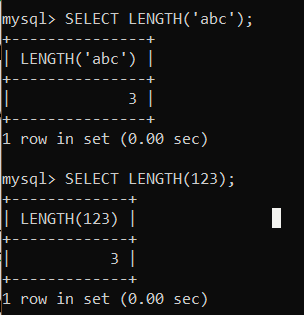 mysql> SELECT LENGTH('abc');
+---------------+
| LENGTH('abc') |
+---------------+
|             3 |
+---------------+
1 row in set (0.00 sec)

mysql> SELECT LENGTH(123);
+-------------+
| LENGTH(123) |
+-------------+
|           3 |
+-------------+
1 row in set (0.00 sec)